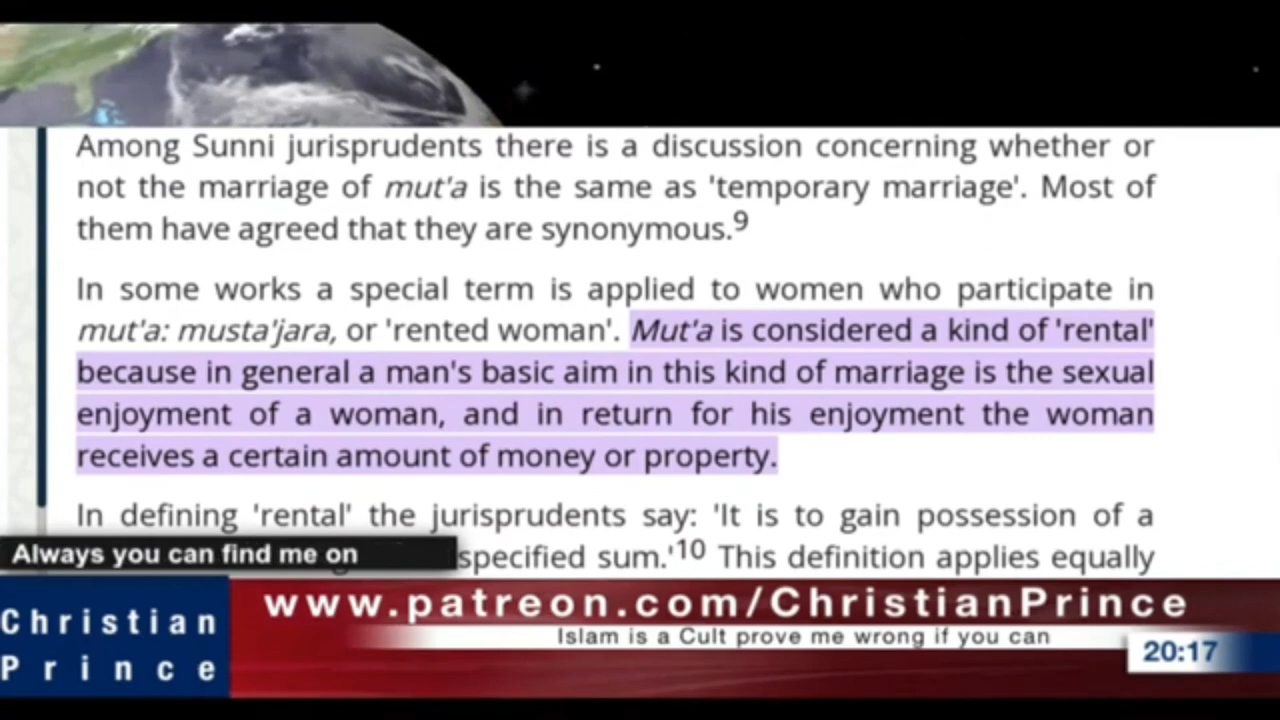 Among Sunni jurisprudents there is a discussion concerning whether or
not the marriage of mut'a is the same as 'temporary marriage'. Most of
them have agreed that they are synonymous.9
In some works a special term is applied to women who participate in
mut'a: musta'jara, or 'rented woman'. Mut'a is considered a kind of 'rental'
because in general a man's basic aim in this kind of marriage is the sexual
enjoyment of a woman, and in return for his enjoyment the woman
receives a certain amount of money or property.
In defining 'rental' the jurisprudents say: 'It is to gain possession of a
specified sum.'10 This definition applies equally
Always you can find me on
www.patreon.com/ChristianPrince
Christian
Prince
Islam is a Cult prove me wrong if you can
20:17